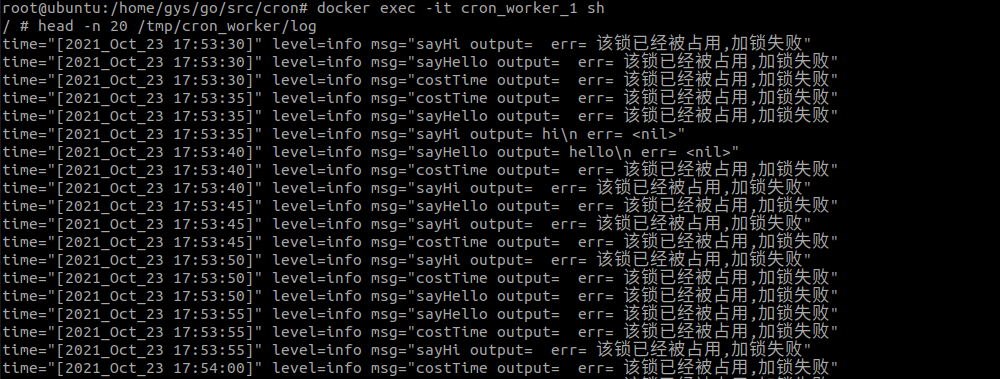 root@ubuntu:/home/gys/go/src/cron# docker exec -it cron_worker_1 sh
/ # head -n 20 /tmp/cron_worker/log
time="[2021_Oct_23 17:53:30]" level=info msg="sayHi output=  err= 该锁已经被占用,加锁失败"
time="[2021_Oct_23 17:53:30]" level=info msg="sayHello output=  err= 该锁已经被占用,加锁失败"
time="[2021_Oct_23 17:53:30]" level=info msg="costTime output=  err= 该锁已经被占用,加锁失败"
time="[2021_Oct_23 17:53:35]" level=info msg="costTime output=  err= 该锁已经被占用,加锁失败"
time="[2021_Oct_23 17:53:35]" level=info msg="sayHello output=  err= 该锁已经被占用,加锁失败"
time="[2021_Oct_23 17:53:35]" level=info msg="sayHi output= hi\n err= <nil>"
time="[2021_Oct_23 17:53:40]" level=info msg="sayHello output= hello\n err= <nil>"
time="[2021_Oct_23 17:53:40]" level=info msg="costTime output=  err= 该锁已经被占用,加锁失败"
time="[2021_Oct_23 17:53:40]" level=info msg="sayHi output=  err= 该锁已经被占用,加锁失败"
time="[2021_Oct_23 17:53:45]" level=info msg="sayHello output=  err= 该锁已经被占用,加锁失败"
time="[2021_Oct_23 17:53:45]" level=info msg="sayHi output=  err= 该锁已经被占用,加锁失败"
time="[2021_Oct_23 17:53:45]" level=info msg="costTime output=  err= 该锁已经被占用,加锁失败"
time="[2021_Oct_23 17:53:50]" level=info msg="sayHi output=  err= 该锁已经被占用,加锁失败"
time="[2021_Oct_23 17:53:50]" level=info msg="costTime output=  err= 该锁已经被占用,加锁失败"
time="[2021_Oct_23 17:53:50]" level=info msg="sayHello output=  err= 该锁已经被占用,加锁失败"
time="[2021_Oct_23 17:53:55]" level=info msg="sayHello output=  err= 该锁已经被占用,加锁失败"
time="[2021_Oct_23 17:53:55]" level=info msg="costTime output=  err= 该锁已经被占用,加锁失败"
time="[2021_Oct_23 17:53:55]" level=info msg="sayHi output=  err= 该锁已经被占用,加锁失败"
time="[2021_Oct_23 17:54:00]" level=info msg="costTime output=  err= 该锁已经被占用,加锁失败"